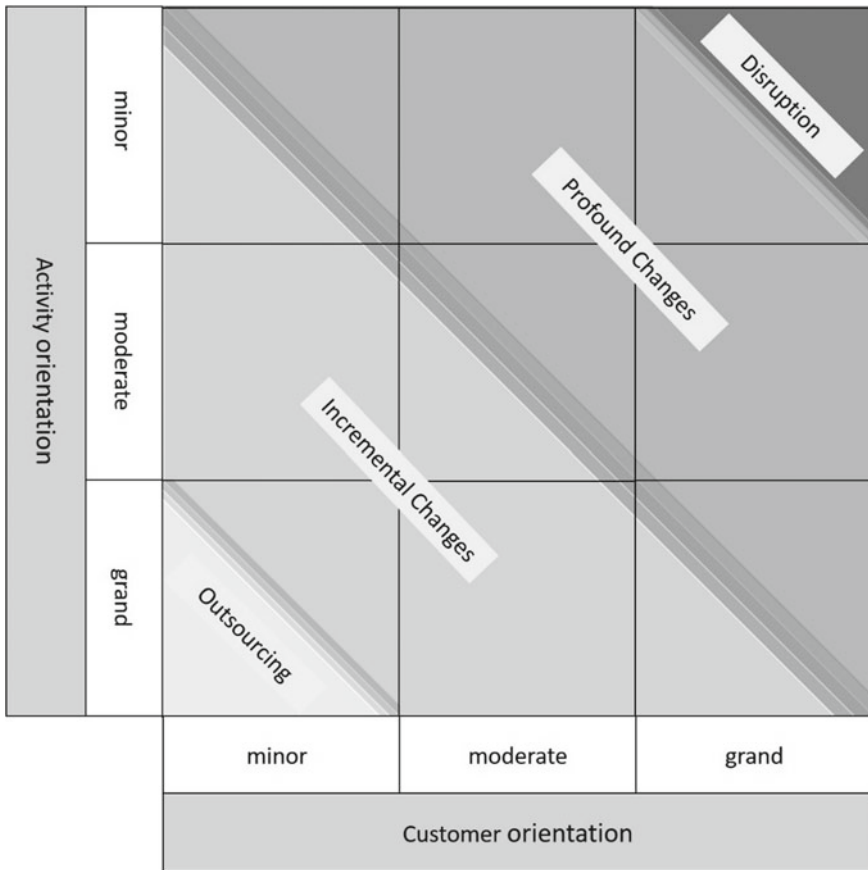 Activity orientation
minor
moderate
grand
Disruption
Profound Changes
Incremental Changes
Outsourcing
minor
moderate
grand
Customer orientation